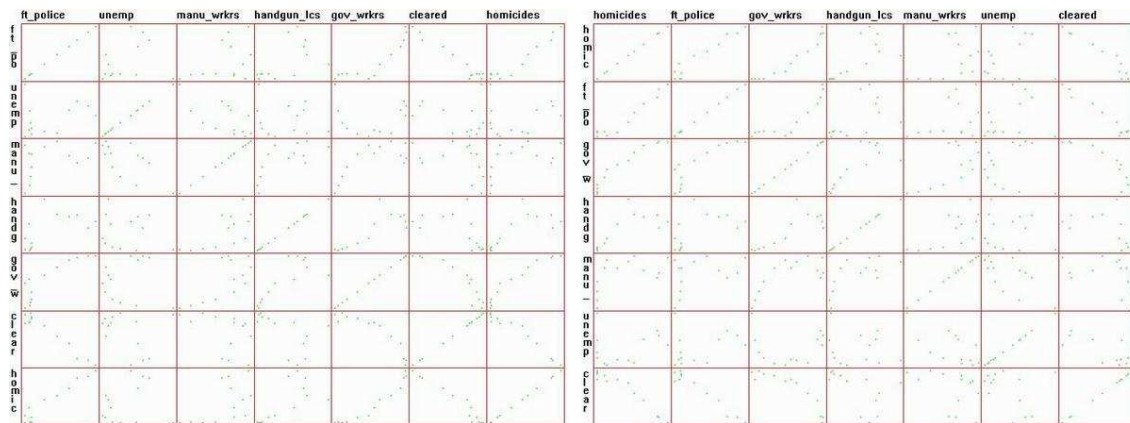 ft_police unemp manu_wrkrs handgun_lcs gov_wrkrs cleared homicides
ft_po
unemp
manu_
handg
gov_w
clear
homic
homicides ft_police gov_wrkrs handgun_lcs manu_wrkrs unemp cleared
homic
ft_po
gov_w
handg
manu_
unemp
clear